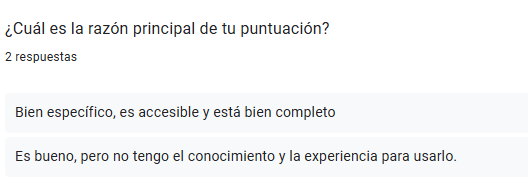 ¿Cuál es la razón principal de tu puntuación?
2 respuestas
Bien específico, es accesible y está bien completo
Es bueno, pero no tengo el conocimiento y la experiencia para usarlo.